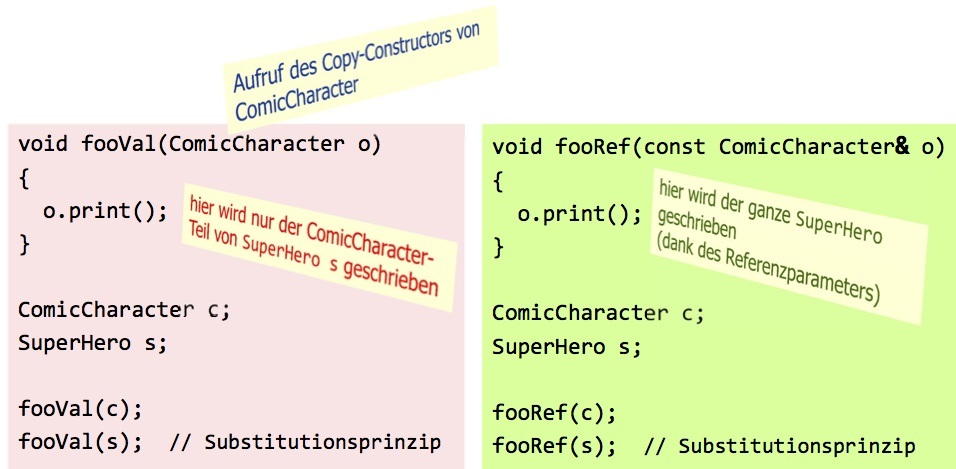 Aufruf des Copy-Constructors von
ComicCharacter
void fooVal(ComicCharacter o)
{
o.print();
}
hier wird nur der ComicCharacter-
Teil von SuperHero s geschrieben
ComicCharacter c;
SuperHero s;
fooVal(c);
fooVal(s);  // Substitutionsprinzip
void fooRef(const ComicCharacter& o)
{
o.print();
}
hier wird der ganze SuperHero
geschrieben
(dank des Referenzparameters)
ComicCharacter c;
SuperHero s;
fooRef(c);
fooRef(s);  // Substitutionsprinzip